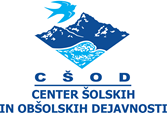 CŠOD
CENTER ŠOLSKIH
IN OBŠOLSKIH DEJAVNOSTI